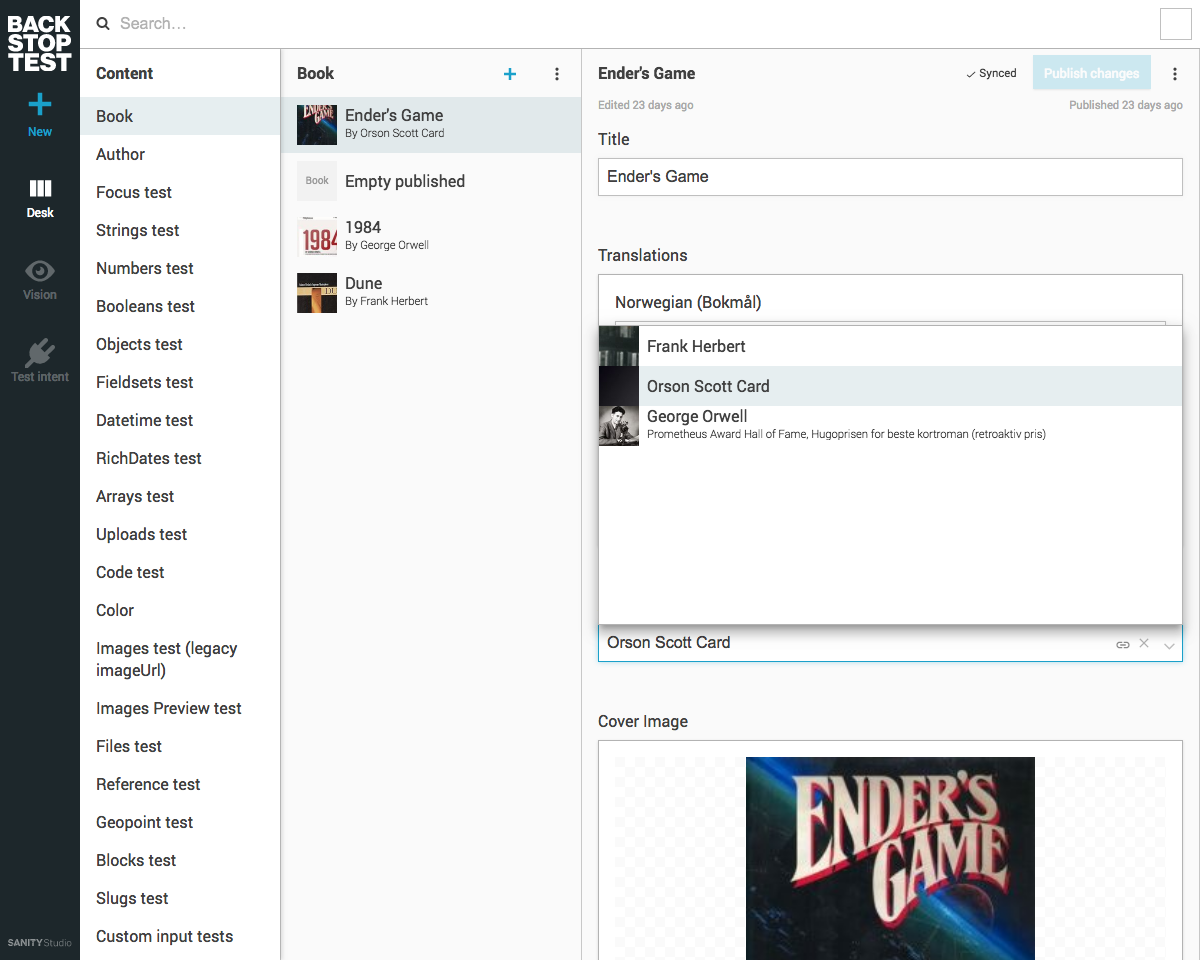 BACK
STOP
TEST
New
Desk
Vision
Test intent
SANITY Studio
Search…
Content
Book
Author
Focus test
Strings test
Numbers test
Booleans test
Objects test
Fieldsets test
Datetime test
RichDates test
Arrays test
Uploads test
Code test
Color
Images test (legacy
imageUrl)
Images Preview test
Files test
Reference test
Geopoint test
Blocks test
Slugs test
Custom input tests
Book
ENDER'S
GAME
Ender's Game
By Orson Scott Card
Book
Empty published
1984
1984
By George Orwell
Dune
By Frank Herbert
Ender's Game
Synced
Publish changes
Edited 23 days ago
Published 23 days ago
Title
Ender's Game
Translations
Norwegian (Bokmål)
Frank Herbert
Orson Scott Card
George Orwell
Prometheus Award Hall of Fame, Hugoprisen for beste kortroman (retroaktiv pris)
Orson Scott Card
Cover Image
ENDER'S
GAME